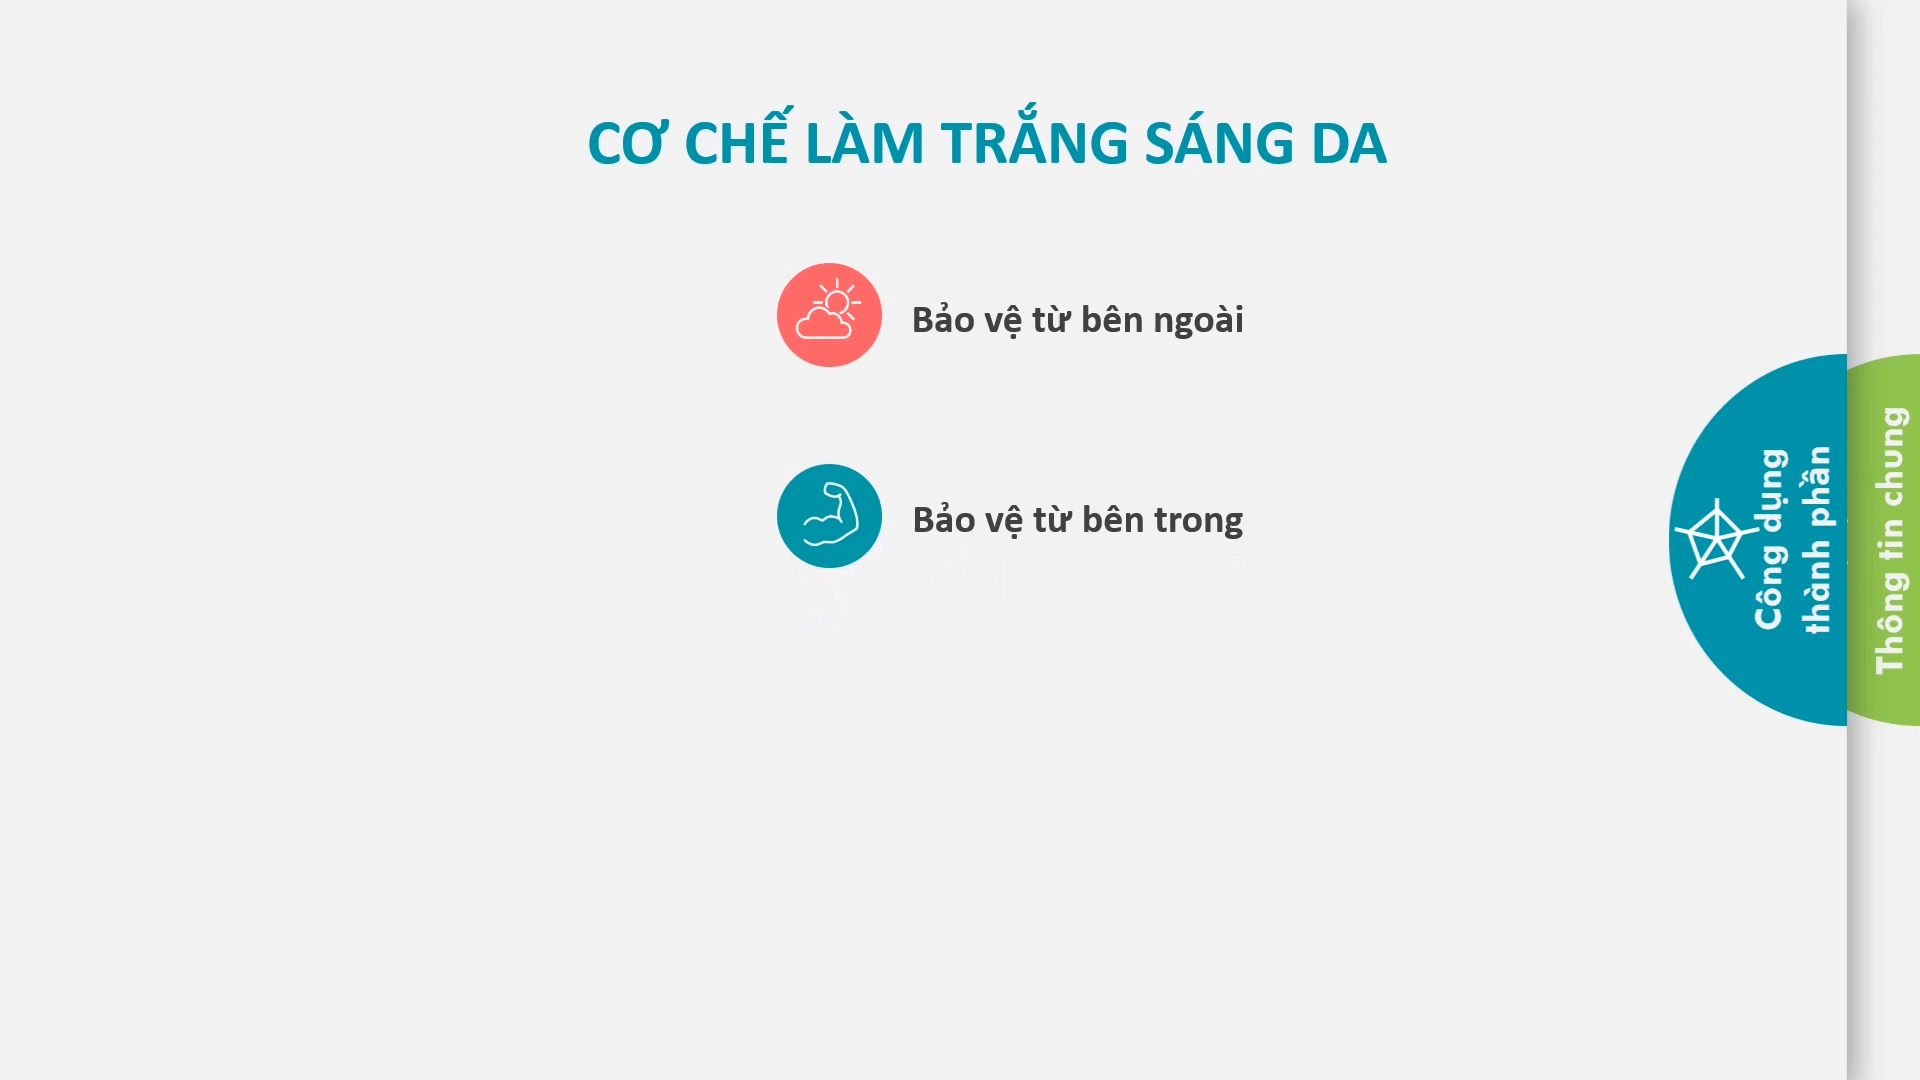 CƠ CHẾ LÀM TRẮNG SÁNG DA
Bảo vệ từ bên ngoài
Bảo vệ từ bên trong
Công dụng
thành phần
Thông tin chung